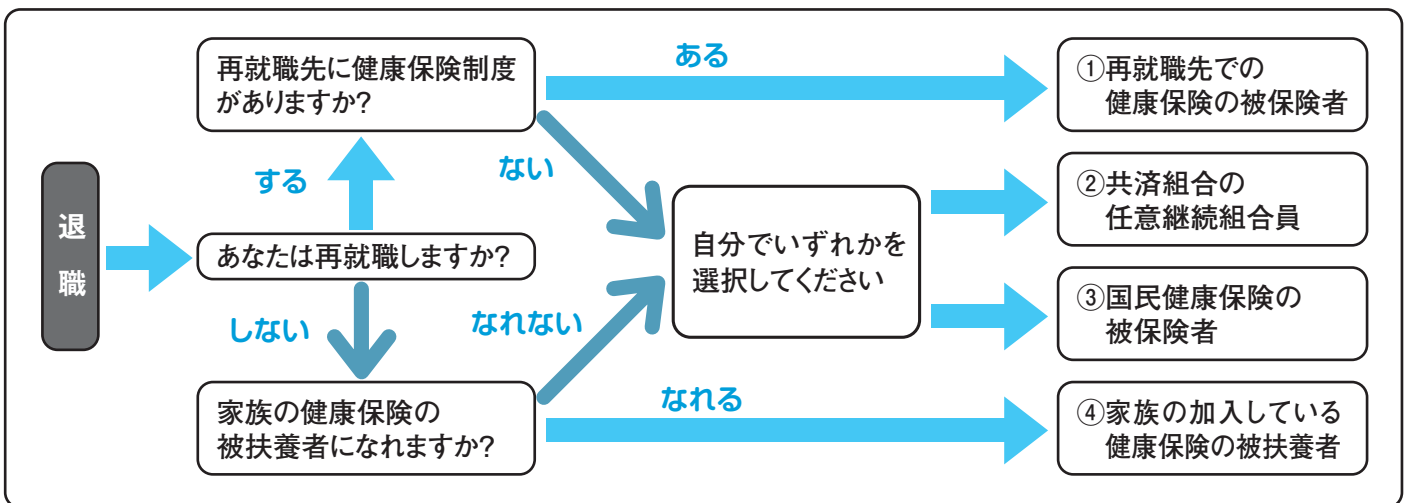 退職
あなたは再就職しますか?
する
再就職先に健康保険制度
がありますか?
ある
①再就職先での
健康保険の被保険者
ない
しない
家族の健康保険の
被扶養者になれますか?
なれない
自分でいずれかを
選択してください
②共済組合の
任意継続組合員
③国民健康保険の
被保険者
なれる
④家族の加入している
健康保険の被扶養者